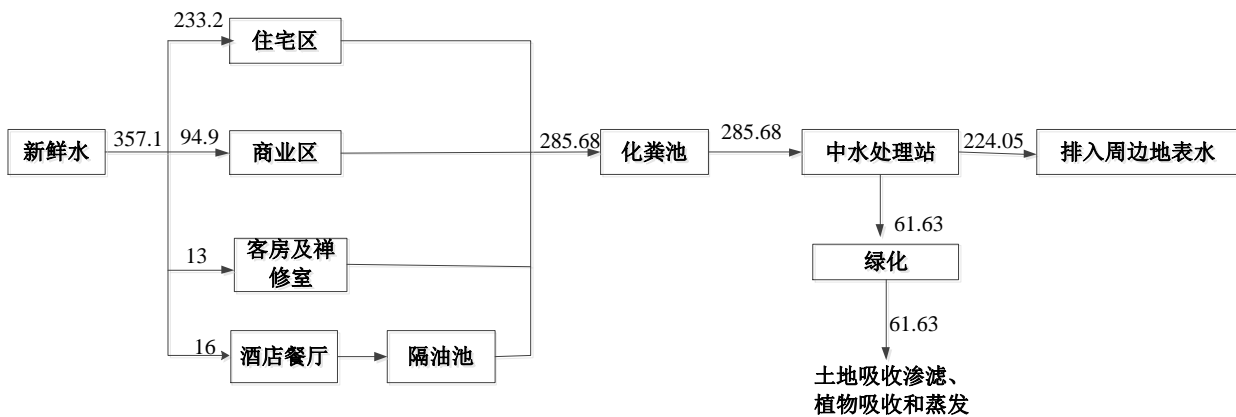 233.2
住宅区
新鲜水
357.1
94.9
商业区
285.68
化粪池
285.68
中水处理站
224.05
排入周边地表水
61.63
13
客房及禅
修室
绿化
61.63
16
酒店餐厅
隔油池
土地吸收渗滤、
植物吸收和蒸发